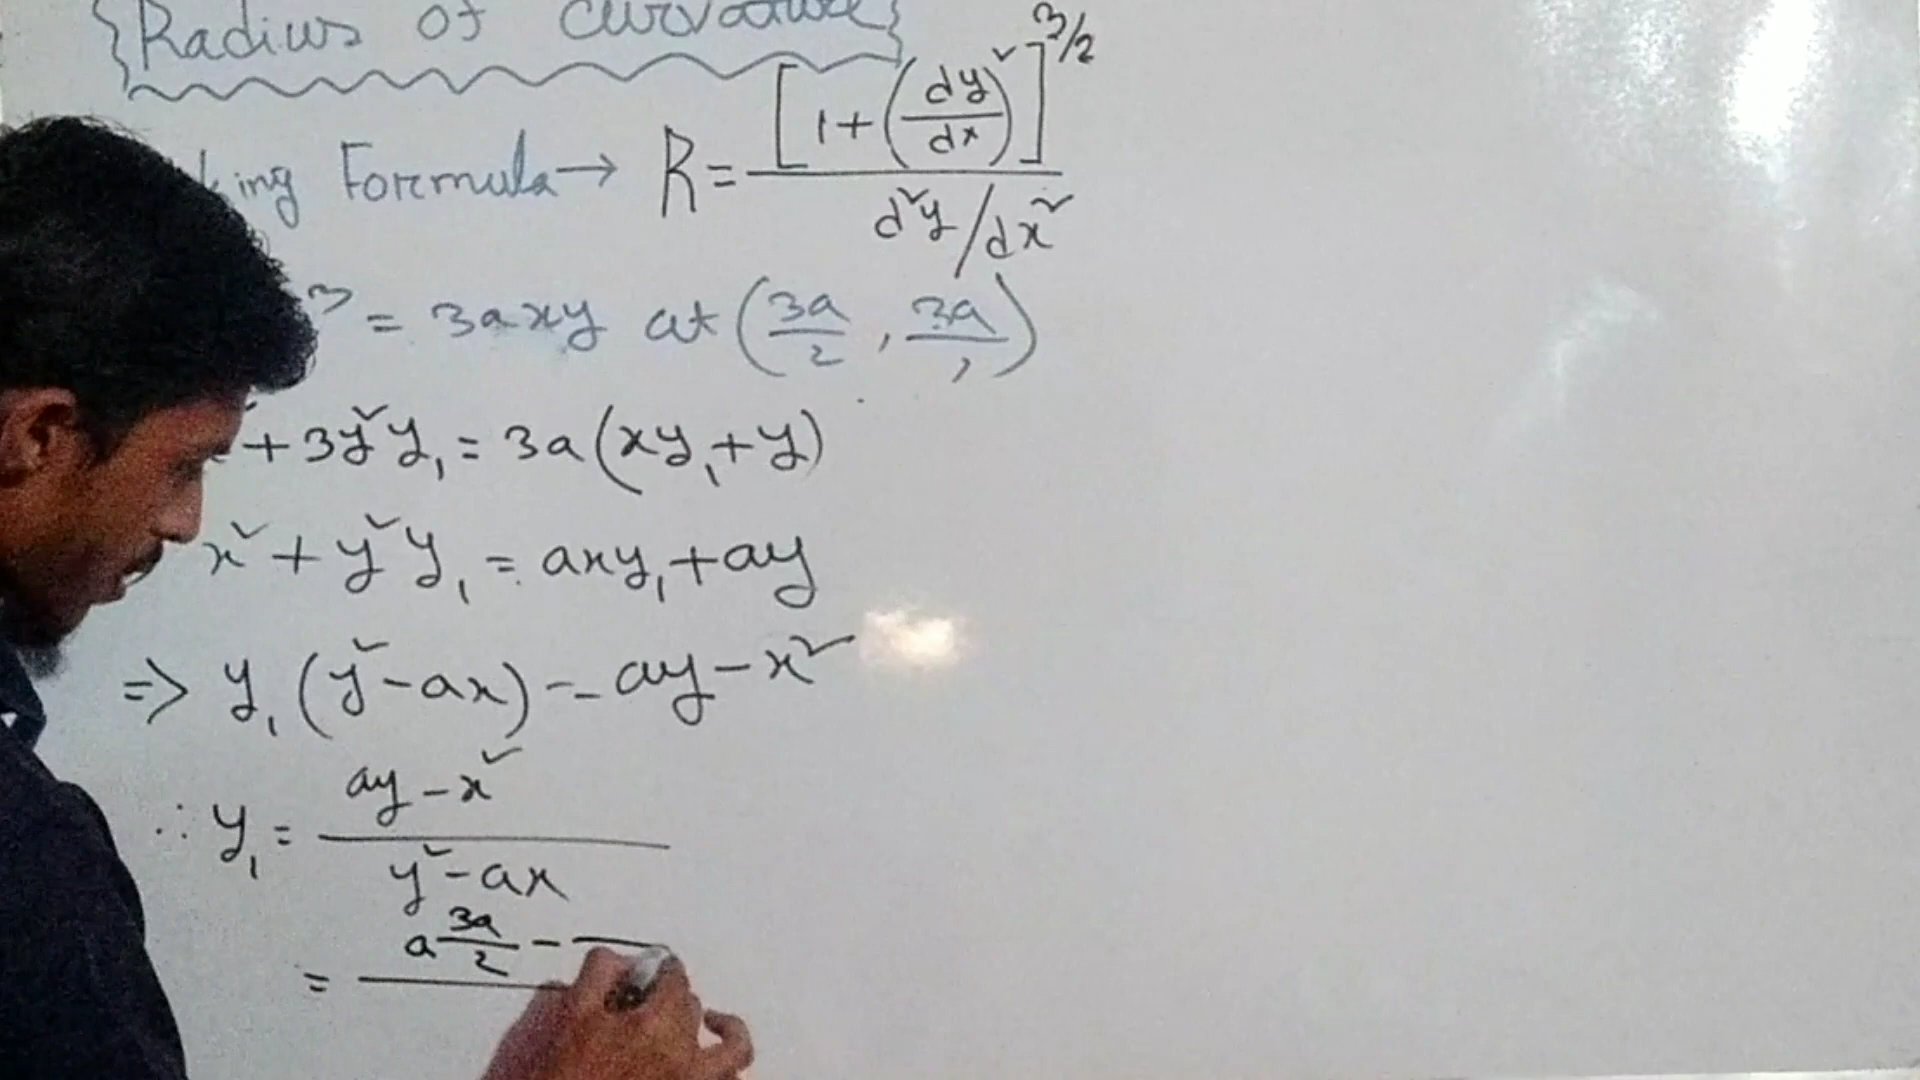 Radius of Curvature
king Formula → R = [1+(dy/dx)²]^3/2 / d²y/dx²
³ = 3axy at (3a/2, 3a/2)
+ 3y²y₁ = 3a(xy₁+y)
x² + y²y₁ = axy₁+ay
=> y₁(y²-ax) = ay-x²
∴ y₁ = ay-x² / y²-ax
= a 3a/2 -